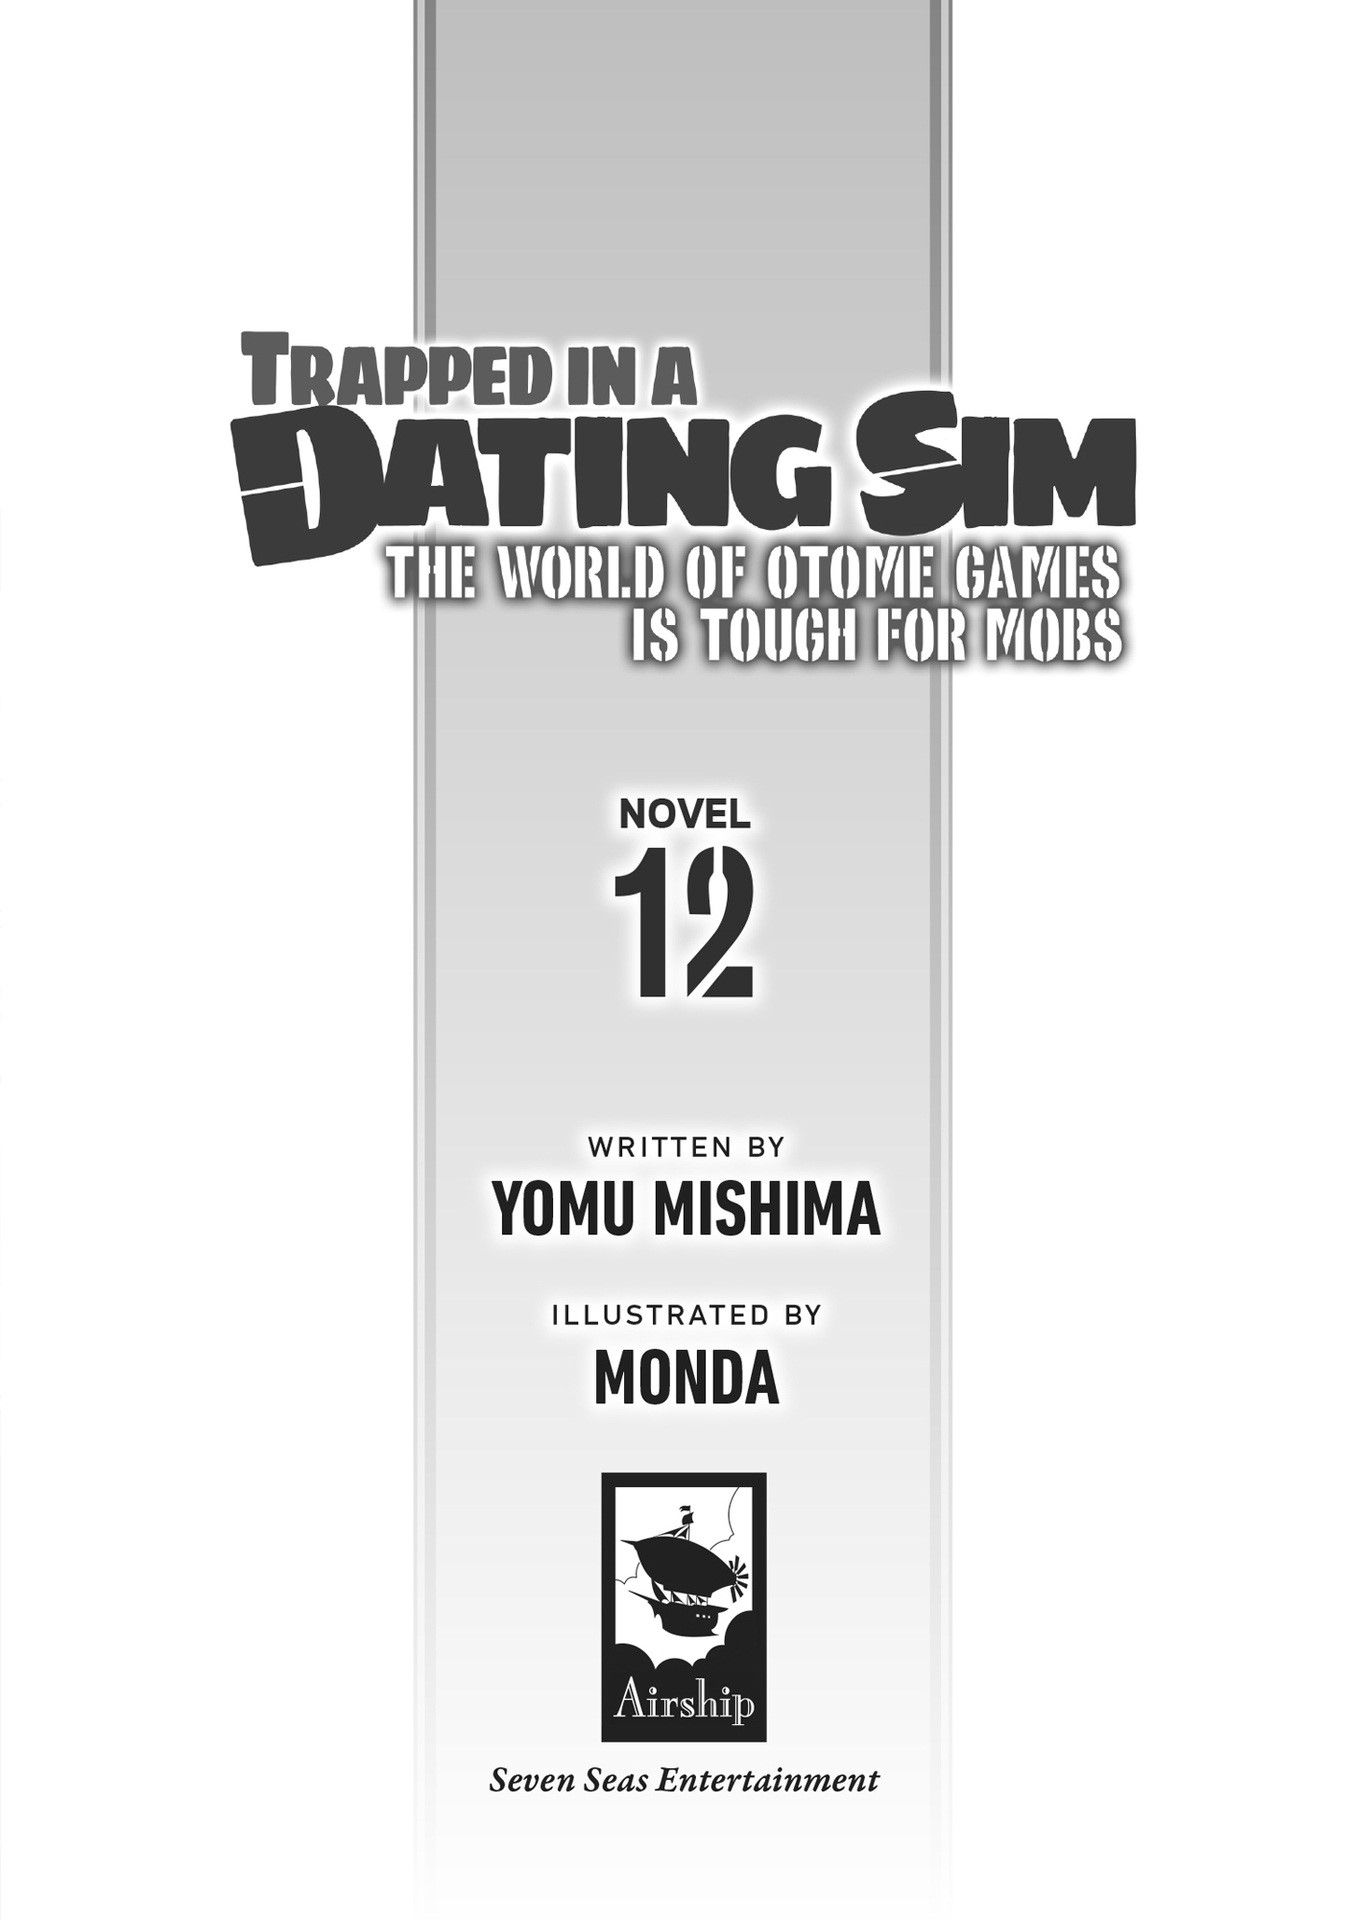 TRAPPED IN A
DATING SIM
THE WORLD OF OTOME GAMES
IS TOUGH FOR MOBS
NOVEL
12
WRITTEN BY
YOMU MISHIMA
ILLUSTRATED BY
MONDA
Airship
Seven Seas Entertainment